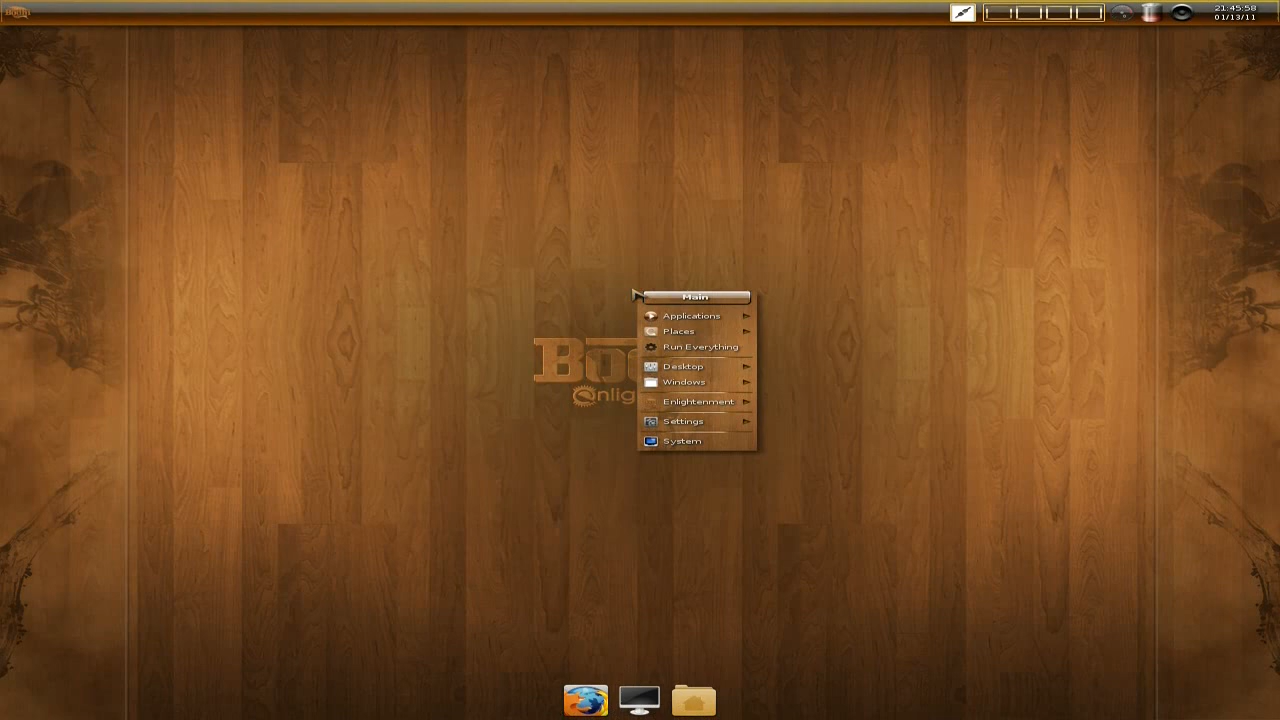 21:45:58
01/13/11
Main
Applications
Places
Run Everything
Desktop
Windows
Enlightenment
Settings
System